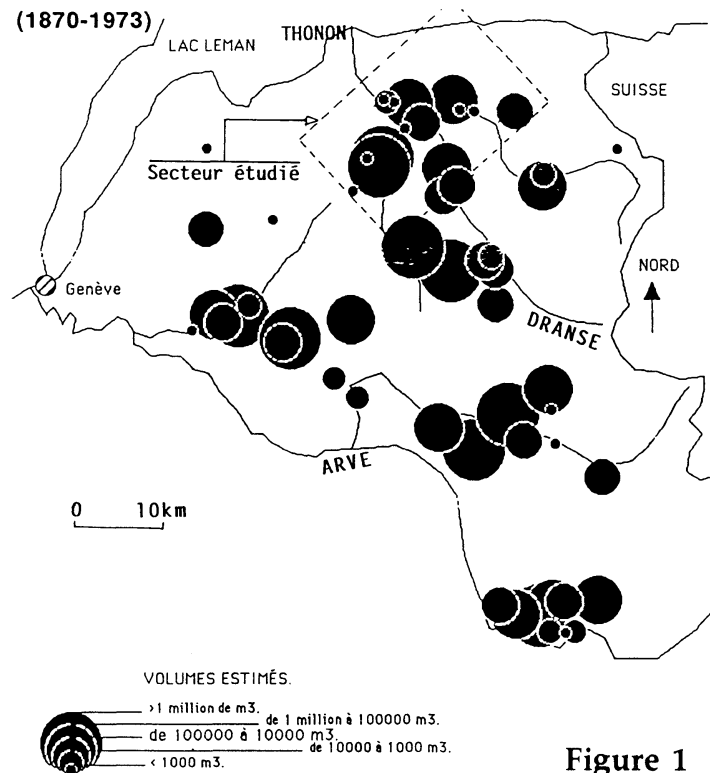 (1870-1973)
LAC LEMAN
THONON
SUISSE
Secteur étudié
Genève
NORD
DRANSE
ARVE
0 10km
VOLUMES ESTIMÉS.
>1 million de m3.
de 1 million à 100000 m3.
de 100000 à 10000 m3.
de 10000 à 1000 m3.
< 1000 m3.
Figure 1